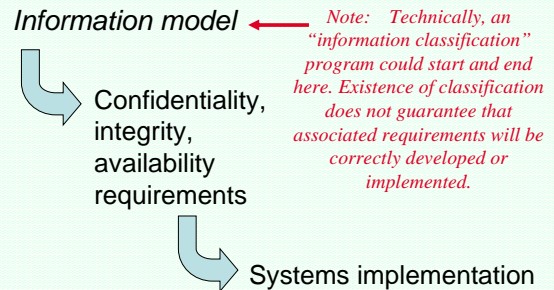 Information model
Note: Technically, an
“information classification”
program could start and end
here. Existence of classification
does not guarantee that
associated requirements will be
correctly developed or
implemented.
Confidentiality,
integrity,
availability
requirements
Systems implementation